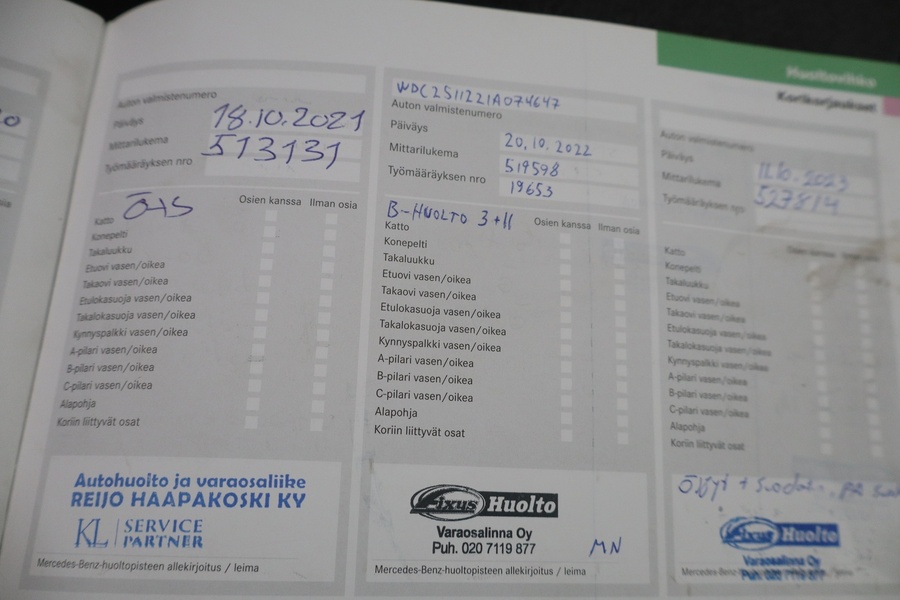 Huoltovihko
Korikorjaukset
Auton valmistenumero
Päiväys 18.10.2021
Mittarilukema 513131
Työmääräyksen nro
Osien kanssa Ilman osia
Katto
Konepelti
Takaluukku
Etuovi vasen/oikea
Takaovi vasen/oikea
Etulokasuoja vasen/oikea
Takalokasuoja vasen/oikea
Kynnyspalkki vasen/oikea
A-pilari vasen/oikea
B-pilari vasen/oikea
C-pilari vasen/oikea
Alapohja
Koriin liittyvät osat
Autohuolto ja varaosaliike
REIJO HAAPAKOSKI KY
KL SERVICE
PARTNER
Mercedes-Benz-huoltopisteen allekirjoitus / leima
WDC2511221A074647
Auton valmistenumero
Päiväys 20.10.2022
Mittarilukema 519598
Työmääräyksen nro 19653
B-HUOLTO 3+11
Osien kanssa Ilman osia
Katto
Konepelti
Takaluukku
Etuovi vasen/oikea
Takaovi vasen/oikea
Etulokasuoja vasen/oikea
Takalokasuoja vasen/oikea
Kynnyspalkki vasen/oikea
A-pilari vasen/oikea
B-pilari vasen/oikea
C-pilari vasen/oikea
Alapohja
Koriin liittyvät osat
Fixus Huolto
Varaosalinna Oy
Puh. 020 7119 877
MN
Mercedes-Benz-huoltopisteen allekirjoitus / leima
Auton valmistenumero
Päiväys
Mittarilukema 527814
Työmääräyksen nro
Osien kanssa
Katto
Konepelti
Takaluukku
Etuovi vasen/oikea
Takaovi vasen/oikea
Etulokasuoja vasen/oikea
Takalokasuoja vasen/oikea
Kynnyspalkki vasen/oikea
A-pilari vasen/oikea
B-pilari vasen/oikea
C-pilari vasen/oikea
Alapohja
Koriin liittyvät osat
Fixus Huolto
Varaosalinna Oy
Puh. 020 7119 877